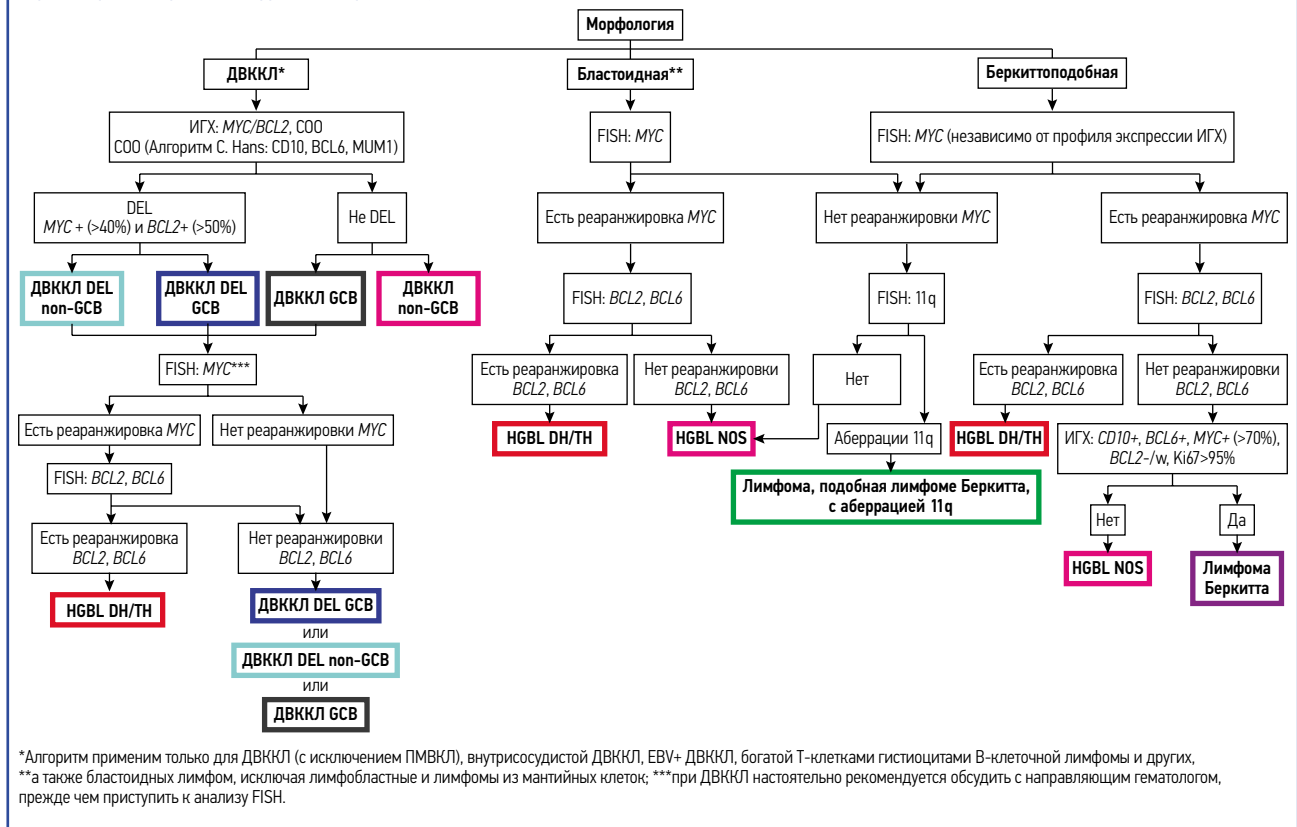 Морфология
ДВККЛ*
Бластоидная**
Беркиттоподобная
ИГХ: MYC/BCL2, COO
COO (Алгоритм C. Hans: CD10, BCL6, MUM1)
FISH: MYC
FISH: MYC (независимо от профиля экспрессии ИГХ)
DEL
MYC + (>40%) и BCL2+ (>50%)
Не DEL
Есть реаранжировка MYC
Нет реаранжировки MYC
Есть реаранжировка MYC
ДВККЛ DEL
non-GCB
ДВККЛ DEL
GCB
ДВККЛ GCB
ДВККЛ
non-GCB
FISH: BCL2, BCL6
FISH: 11q
FISH: BCL2, BCL6
FISH: MYC***
Есть реаранжировка
BCL2, BCL6
Нет реаранжировки
BCL2, BCL6
Нет
Есть реаранжировка
BCL2, BCL6
Нет реаранжировки
BCL2, BCL6
Есть реаранжировка MYC
Нет реаранжировки MYC
HGBL DH/TH
HGBL NOS
Аберрации 11q
HGBL DH/TH
ИГХ: CD10+, BCL6+, MYC+ (>70%),
BCL2-/w, Ki67>95%
FISH: BCL2, BCL6
Лимфома, подобная лимфоме Беркитта,
с аберрацией 11q
Нет
Да
Есть реаранжировка
BCL2, BCL6
Нет реаранжировки
BCL2, BCL6
HGBL NOS
Лимфома
Беркитта
HGBL DH/TH
ДВККЛ DEL GCB
или
ДВККЛ DEL non-GCB
или
ДВККЛ GCB
*Алгоритм применим только для ДВККЛ (с исключением ПМВКЛ), внутрисосудистой ДВККЛ, EBV+ ДВККЛ, богатой Т-клетками гистиоцитами В-клеточной лимфомы и других,
**а также бластоидных лимфом, исключая лимфобластные и лимфомы из мантийных клеток; ***при ДВККЛ настоятельно рекомендуется обсудить с направляющим гематологом,
прежде чем приступить к анализу FISH.